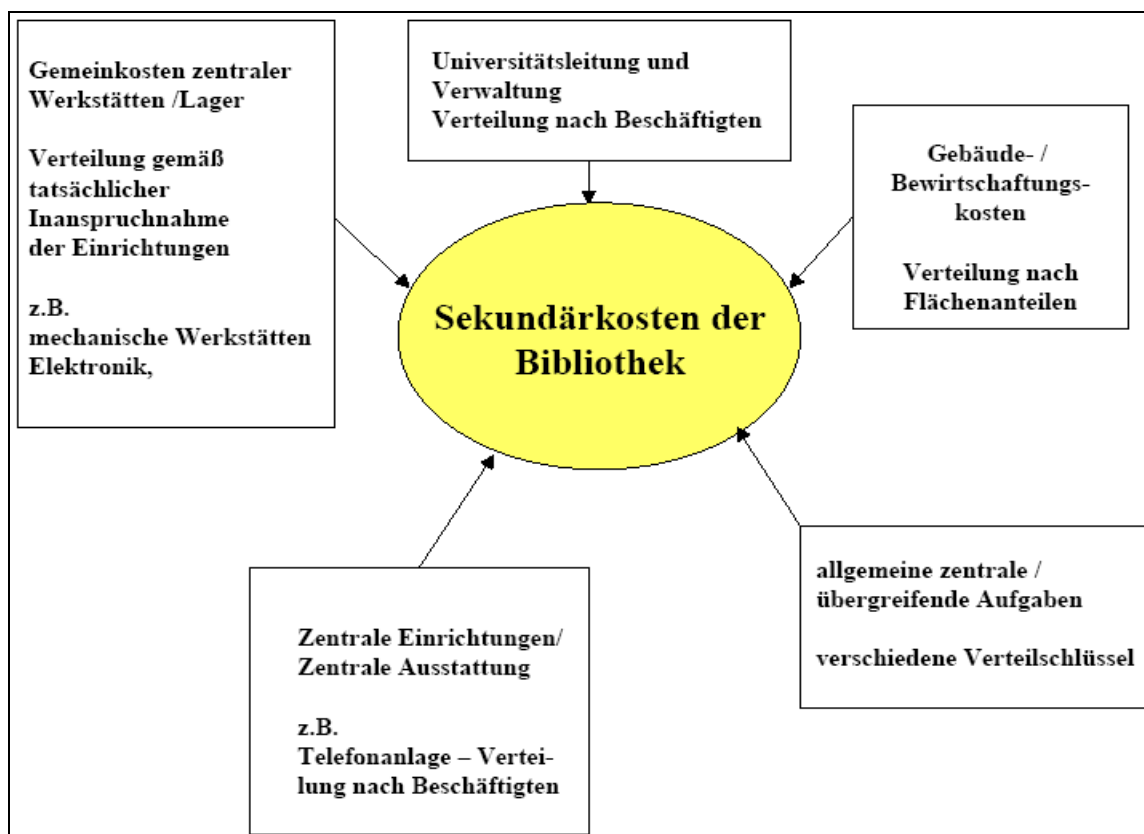 Gemeinkosten zentraler
Werkstätten /Lager
Verteilung gemäß
tatsächlicher
Inanspruchnahme
der Einrichtungen
z.B.
mechanische Werkstätten
Elektronik,
Universitätsleitung und
Verwaltung
Verteilung nach Beschäftigten
Gebäude- /
Bewirtschaftungs-
kosten
Verteilung nach
Flächenanteilen
Sekundärkosten der
Bibliothek
Zentrale Einrichtungen/
Zentrale Ausstattung
z.B.
Telefonanlage – Vertei-
lung nach Beschäftigten
allgemeine zentrale /
übergreifende Aufgaben
verschiedene Verteilschlüssel